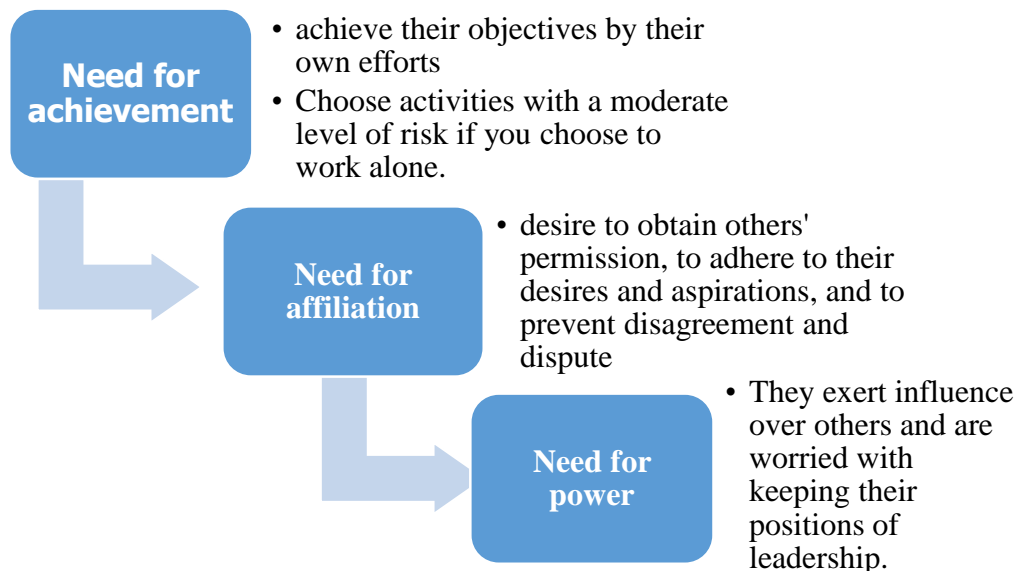 Need for
achievement
• achieve their objectives by their
own efforts
• Choose activities with a moderate
level of risk if you choose to
work alone.
Need for
affiliation
• desire to obtain others'
permission, to adhere to their
desires and aspirations, and to
prevent disagreement and
dispute
Need for
power
• They exert influence
over others and are
worried with
keeping their
positions of
leadership.